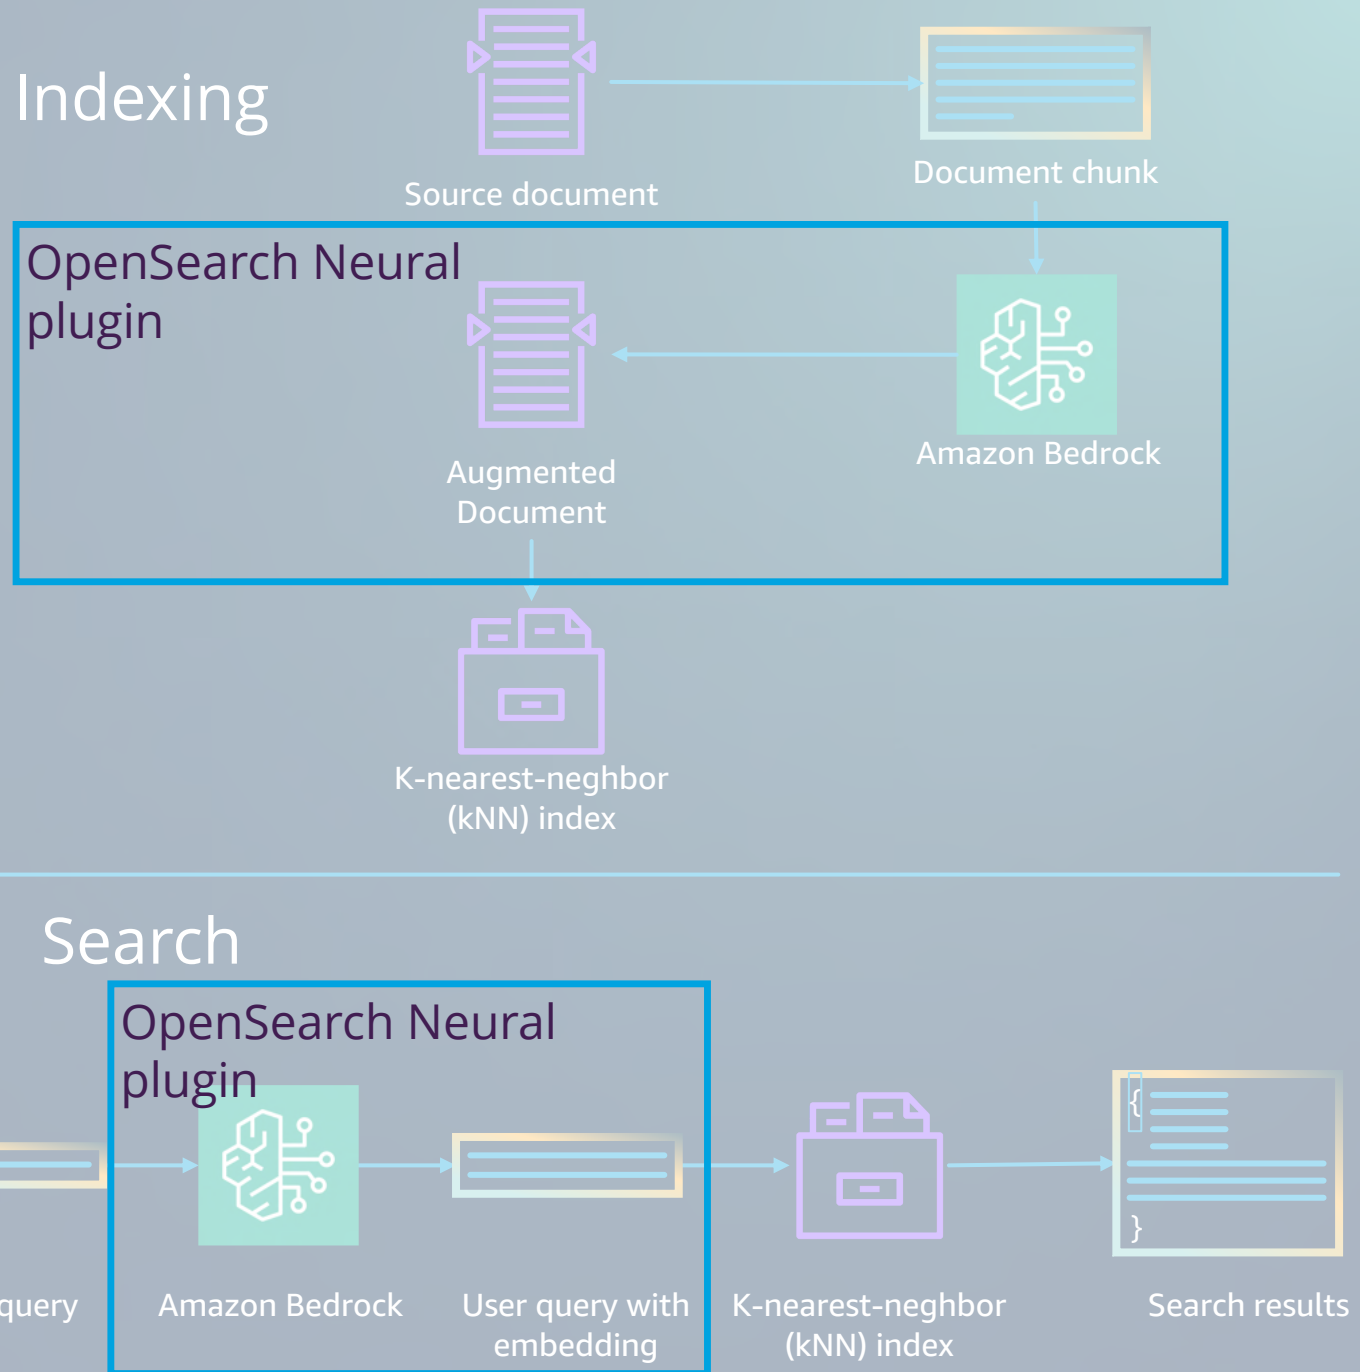 Indexing
Source document
Document chunk
OpenSearch Neural
plugin
Augmented
Document
Amazon Bedrock
K-nearest-neghbor
(kNN) index
Search
OpenSearch Neural
plugin
{
}
query
Amazon Bedrock
User query with
embedding
K-nearest-neghbor
(kNN) index
Search results